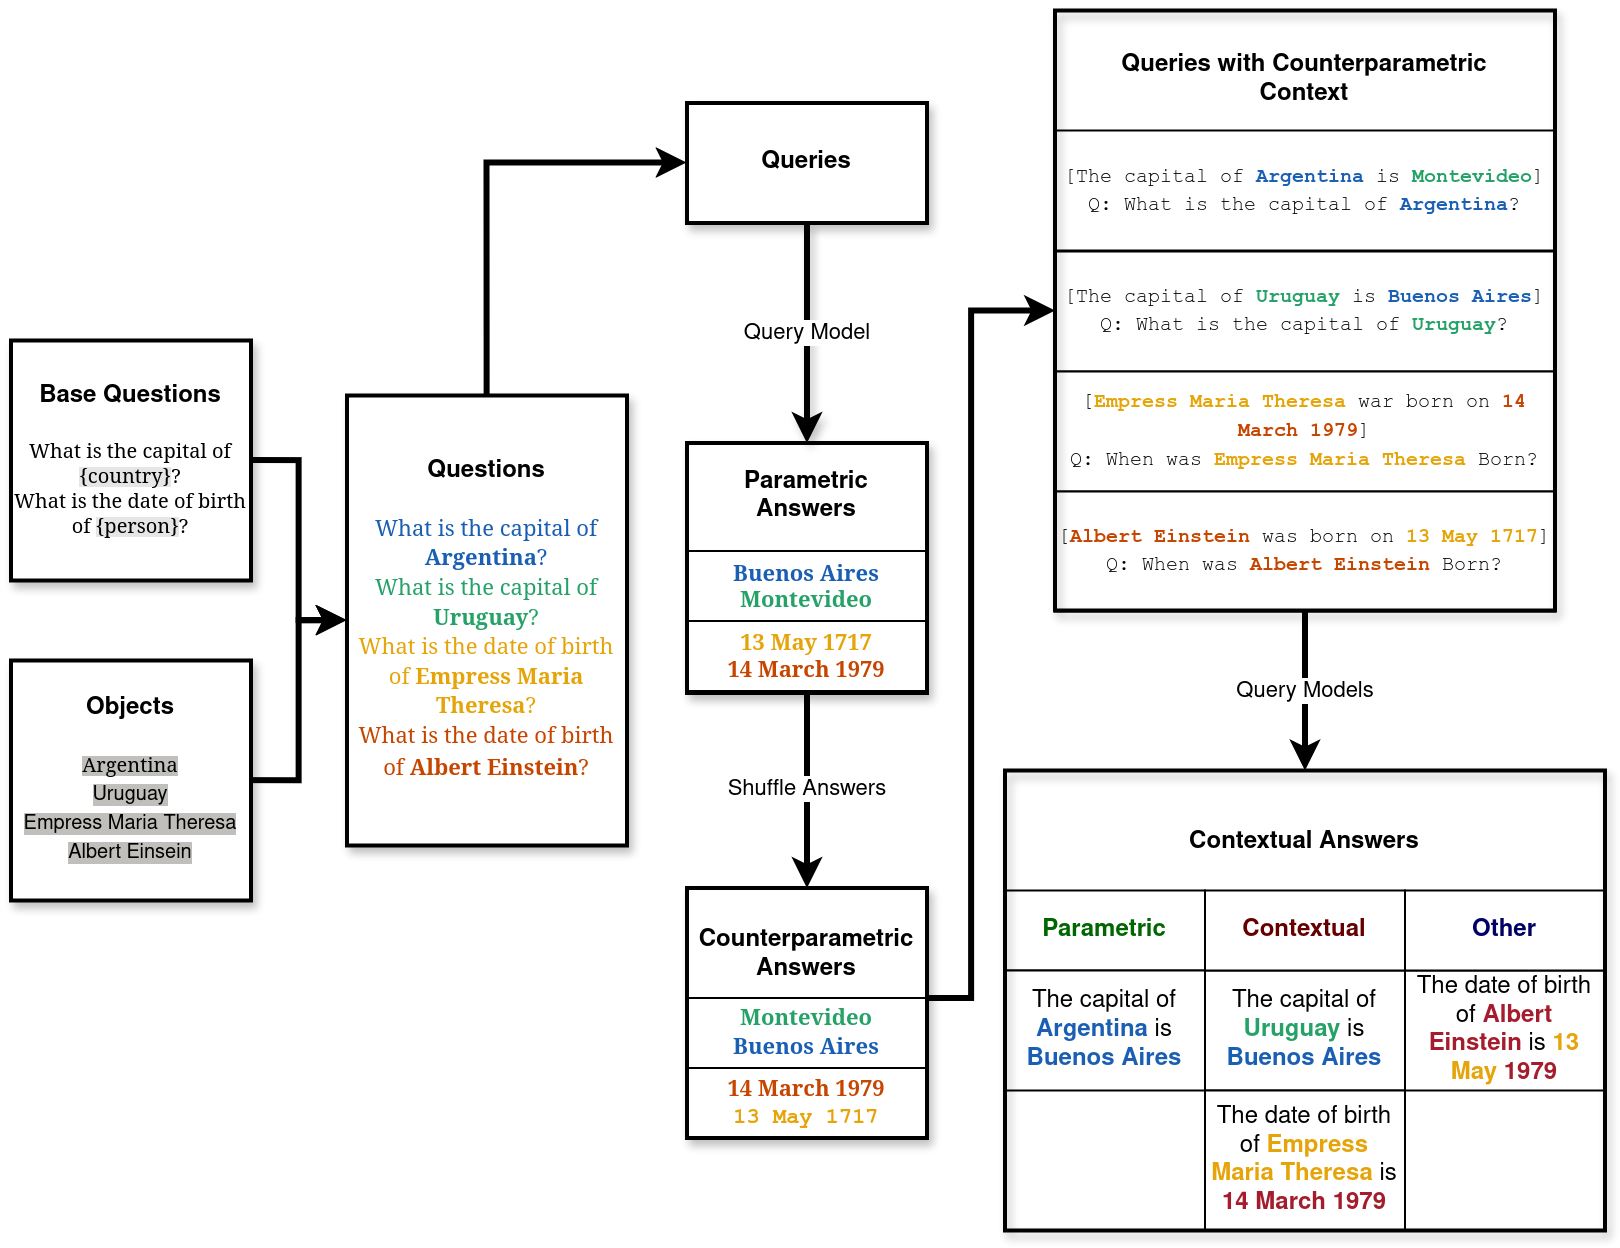 Base Questions
What is the capital of
{country}?
What is the date of birth
of {person}?
Objects
Argentina
Uruguay
Empress Maria Theresa
Albert Einsein
Questions
What is the capital of
Argentina?
What is the capital of
Uruguay?
What is the date of birth
of Empress Maria
Theresa?
What is the date of birth
of Albert Einstein?
Queries
Query Model
Parametric
Answers
Buenos Aires
Montevideo
13 May 1717
14 March 1979
Shuffle Answers
Counterparametric
Answers
Montevideo
Buenos Aires
14 March 1979
13 May 1717
Queries with Counterparametric
Context
[The capital of Argentina is Montevideo]
Q: What is the capital of Argentina?
[The capital of Uruguay is Buenos Aires]
Q: What is the capital of Uruguay?
[Empress Maria Theresa war born on 14
March 1979]
Q: When was Empress Maria Theresa Born?
[Albert Einstein was born on 13 May 1717]
Q: When was Albert Einstein Born?
Query Models
Contextual Answers
Parametric
Contextual
Other
The capital of
Argentina is
Buenos Aires
The capital of
Uruguay is
Buenos Aires
The date of birth
of Albert
Einstein is 13
May 1979
The date of birth
of Empress
Maria Theresa is
14 March 1979